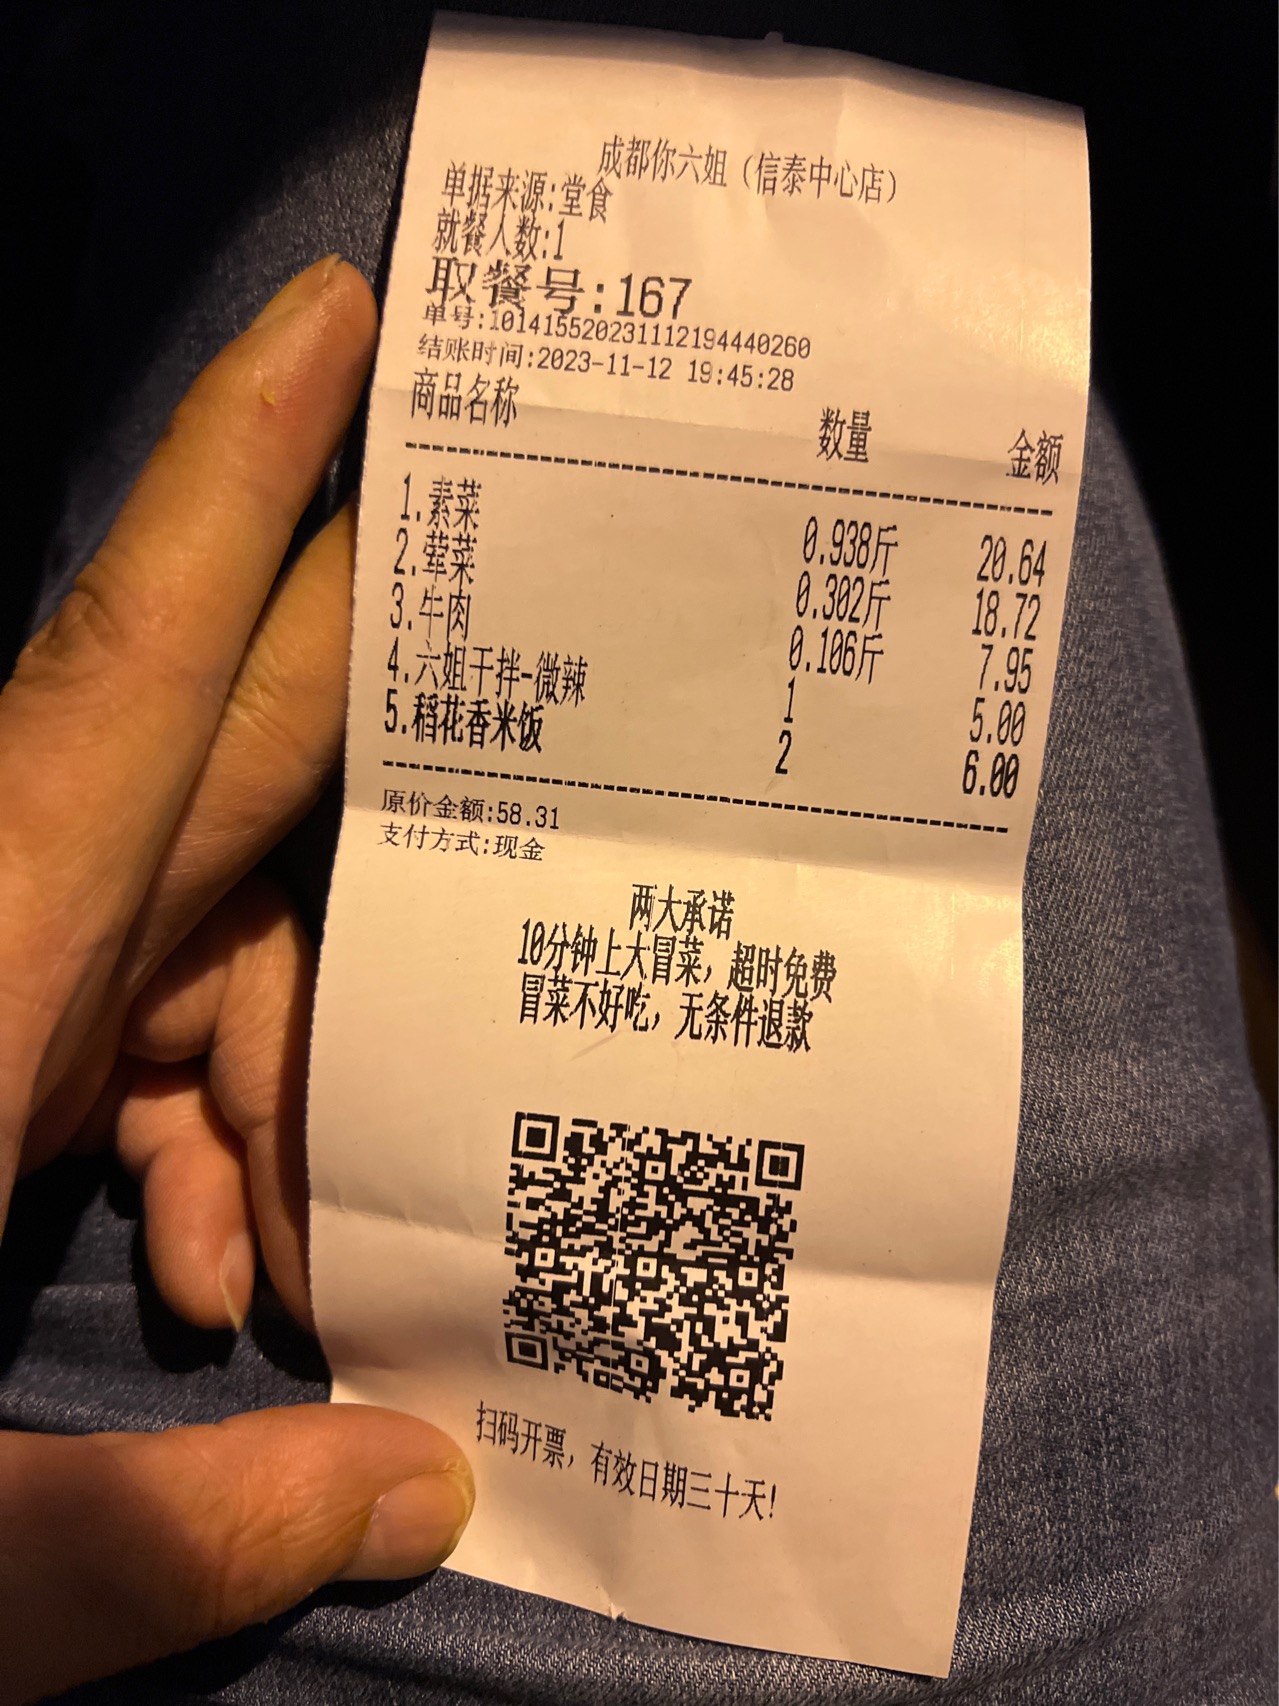 成都你六姐（信泰中心店）
单据来源:堂食
就餐人数:1
取餐号:167
单号:10141552023111219444​0260
结账时间:2023-11-12 19:45:28
商品名称 数量 金额
1.素菜 0.938斤 20.64
2.荤菜 0.302斤 18.72
3.牛肉 0.106斤 7.95
4.六姐干拌-微辣 1 5.00
5.稻花香米饭 2 6.00
原价金额:58.31
支付方式:现金
两大承诺
10分钟上大冒菜，超时免费
冒菜不好吃，无条件退款
扫码开票，有效日期三十天!